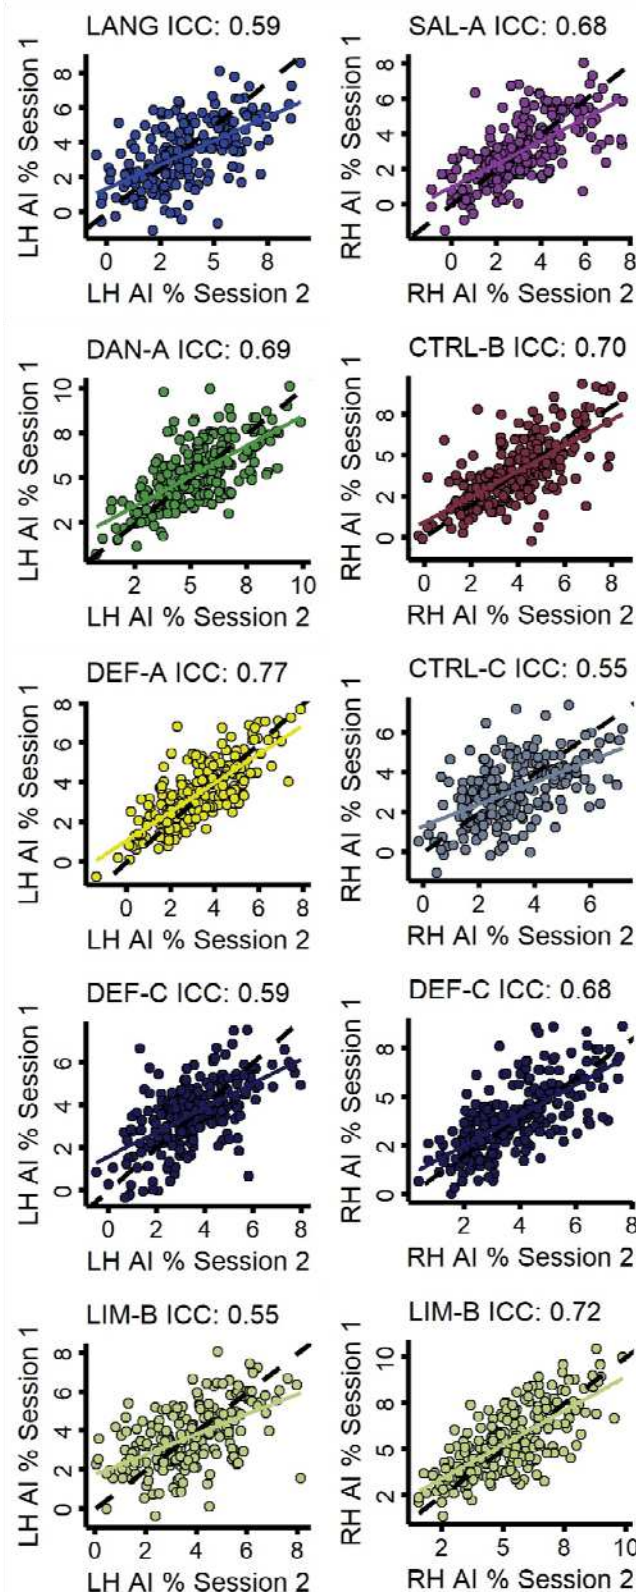 LANG ICC: 0.59
LH AI % Session 1
8
6
4
2
0
0 2 5 8
LH AI % Session 2
SAL-A ICC: 0.68
RH AI % Session 1
8
6
4
2
0
0 2 4 6 8
RH AI % Session 2
DAN-A ICC: 0.69
LH AI % Session 1
10
8
5
2
2 5 8 10
LH AI % Session 2
CTRL-B ICC: 0.70
RH AI % Session 1
8
5
2
0
0 2 4 6 8
RH AI % Session 2
DEF-A ICC: 0.77
LH AI % Session 1
8
6
4
2
0
0 2 4 6 8
LH AI % Session 2
CTRL-C ICC: 0.55
RH AI % Session 1
6
4
2
0
0 2 4 6
RH AI % Session 2
DEF-C ICC: 0.59
LH AI % Session 1
6
4
2
0
0 2 4 6 8
LH AI % Session 2
DEF-C ICC: 0.68
RH AI % Session 1
8
5
2
0
2 4 6 8
RH AI % Session 2
LIM-B ICC: 0.55
LH AI % Session 1
8
6
4
2
0
0 2 4 6 8
LH AI % Session 2
LIM-B ICC: 0.72
RH AI % Session 1
10
8
5
2
2 5 8 10
RH AI % Session 2